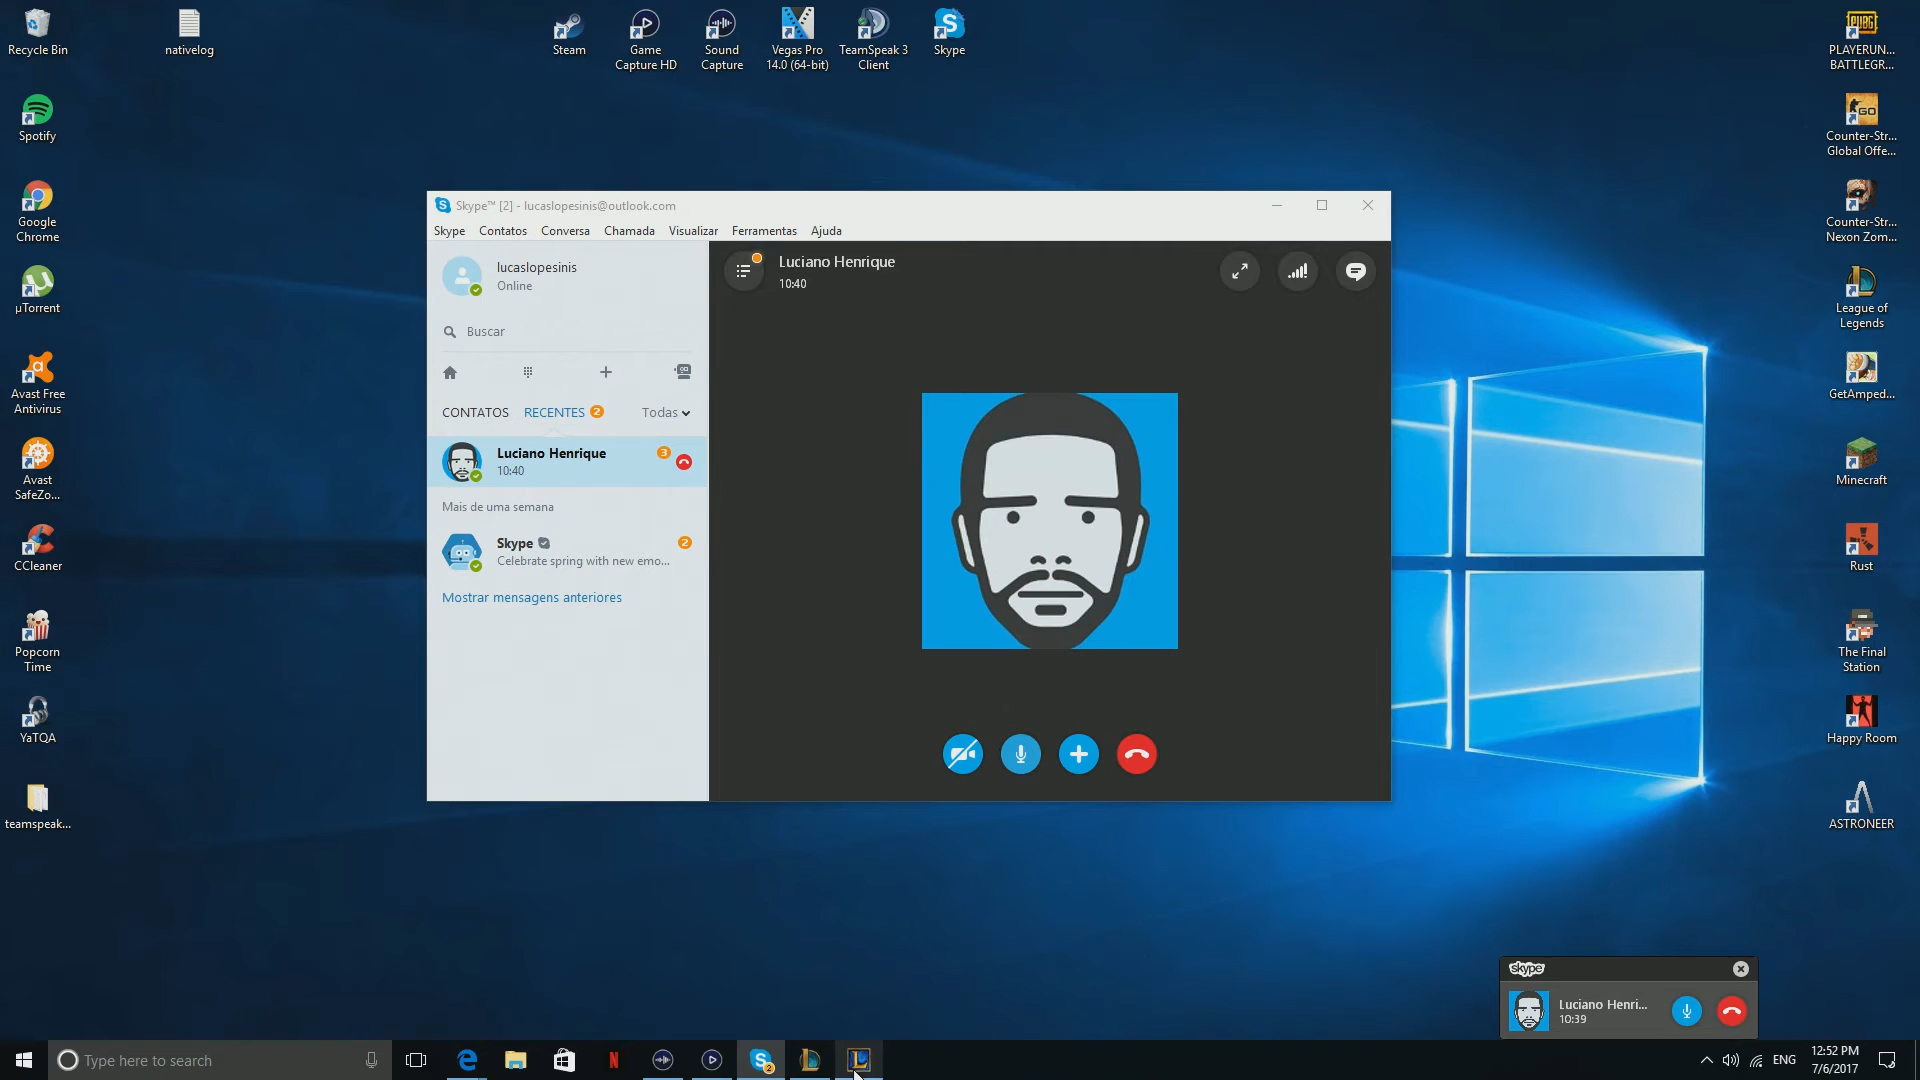 Recycle Bin
nativelog
Steam
Game
Capture HD
Sound
Capture
Vegas Pro
14.0 (64-bit)
TeamSpeak 3
Client
Skype
PUBG
PLAYERUN...
BATTLEGR...
Spotify
GO
Counter-Str...
Global Offe...
Google
Chrome
Counter-Str...
Nexon Zom...
µTorrent
League of
Legends
Avast Free
Antivirus
GetAmped...
Avast
SafeZo...
Minecraft
CCleaner
Rust
Popcorn
Time
The Final
Station
YaTQA
Happy Room
teamspeak...
ASTRONEER
Skype™ [2] - lucaslopesinis@outlook.com
Skype Contatos Conversa Chamada Visualizar Ferramentas Ajuda
lucaslopesinis
Online
Buscar
CONTATOS RECENTES 2 Todas
Luciano Henrique 3
10:40
Mais de uma semana
Skype 2
Celebrate spring with new emo...
Mostrar mensagens anteriores
Luciano Henrique
10:40
skype
Luciano Henri...
10:39
Type here to search
2
ENG
12:52 PM
7/6/2017